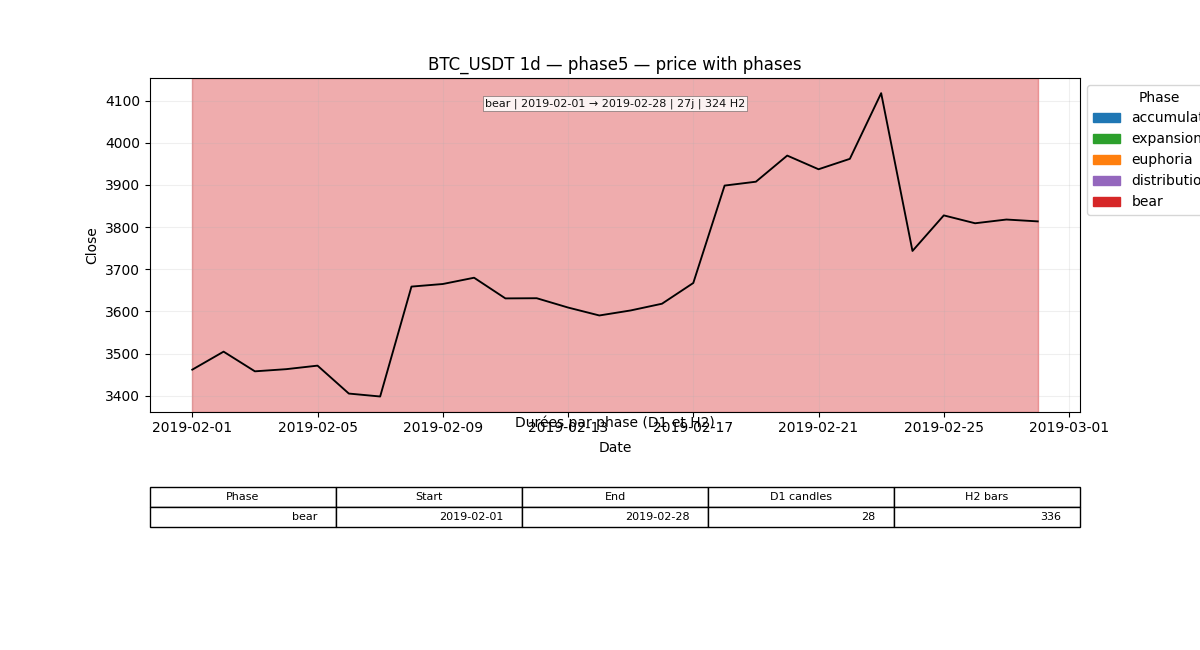 BTC_USDT 1d — phase5 — price with phases
bear | 2019-02-01 → 2019-02-28 | 27j | 324 H2
Close
4100
4000
3900
3800
3700
3600
3500
3400
Phase
accumulat
expansion
euphoria
distributio
bear
2019-02-01 2019-02-05 2019-02-09 2019-02-13 2019-02-17 2019-02-21 2019-02-25 2019-03-01
Durées par phase (D1 et H2)
Date
Phase Start End D1 candles H2 bars
bear 2019-02-01 2019-02-28 28 336